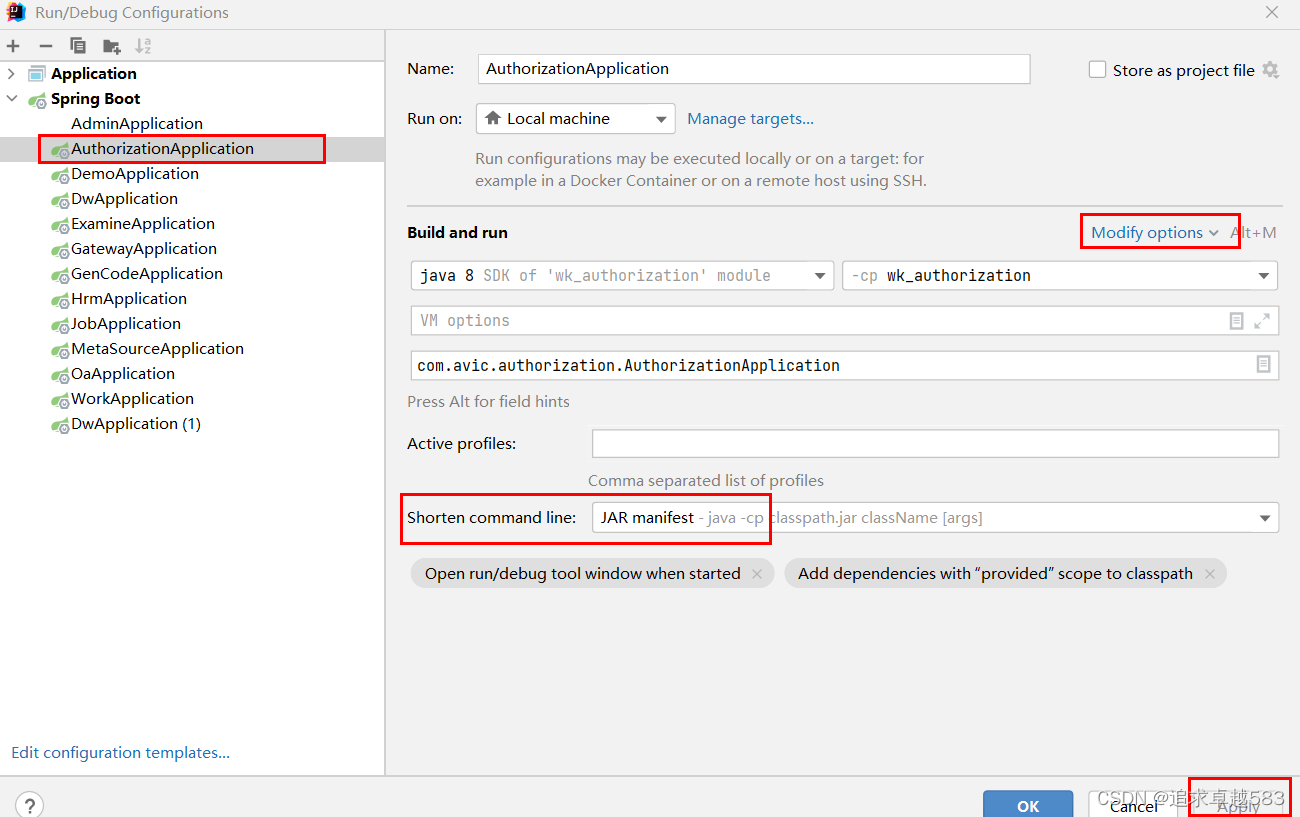 Run/Debug Configurations
Application
Spring Boot
AdminApplication
AuthorizationApplication
DemoApplication
DwApplication
ExamineApplication
GatewayApplication
GenCodeApplication
HrmApplication
JobApplication
MetaSourceApplication
OaApplication
WorkApplication
DwApplication (1)
Edit configuration templates...
?
Name: AuthorizationApplication
Store as project file
Run on: Local machine Manage targets...
Run configurations may be executed locally or on a target: for
example in a Docker Container or on a remote host using SSH.
Build and run Modify options Alt+M
java 8 SDK of 'wk_authorization' module -cp wk_authorization
VM options
com.avic.authorization.AuthorizationApplication
Press Alt for field hints
Active profiles:
Comma separated list of profiles
Shorten command line: JAR manifest - java -cp classpath.jar className [args]
Open run/debug tool window when started Add dependencies with “provided” scope to classpath
OK Cancel Apply
CSDN @追求卓越583